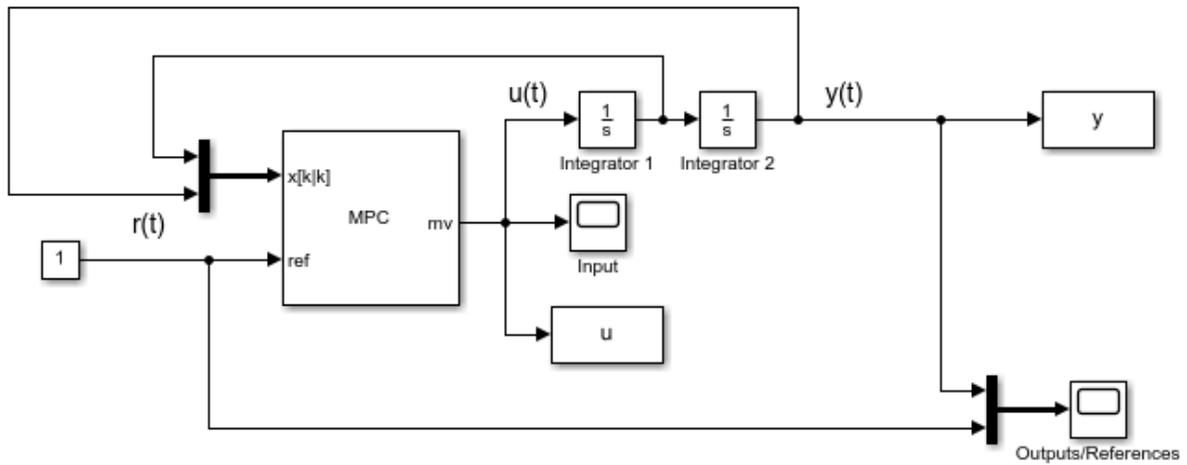 u(t)
y(t)
1
s
1
s
y
Integrator 1
Integrator 2
x[k|k]
MPC
mv
r(t)
1
ref
Input
u
Outputs/References